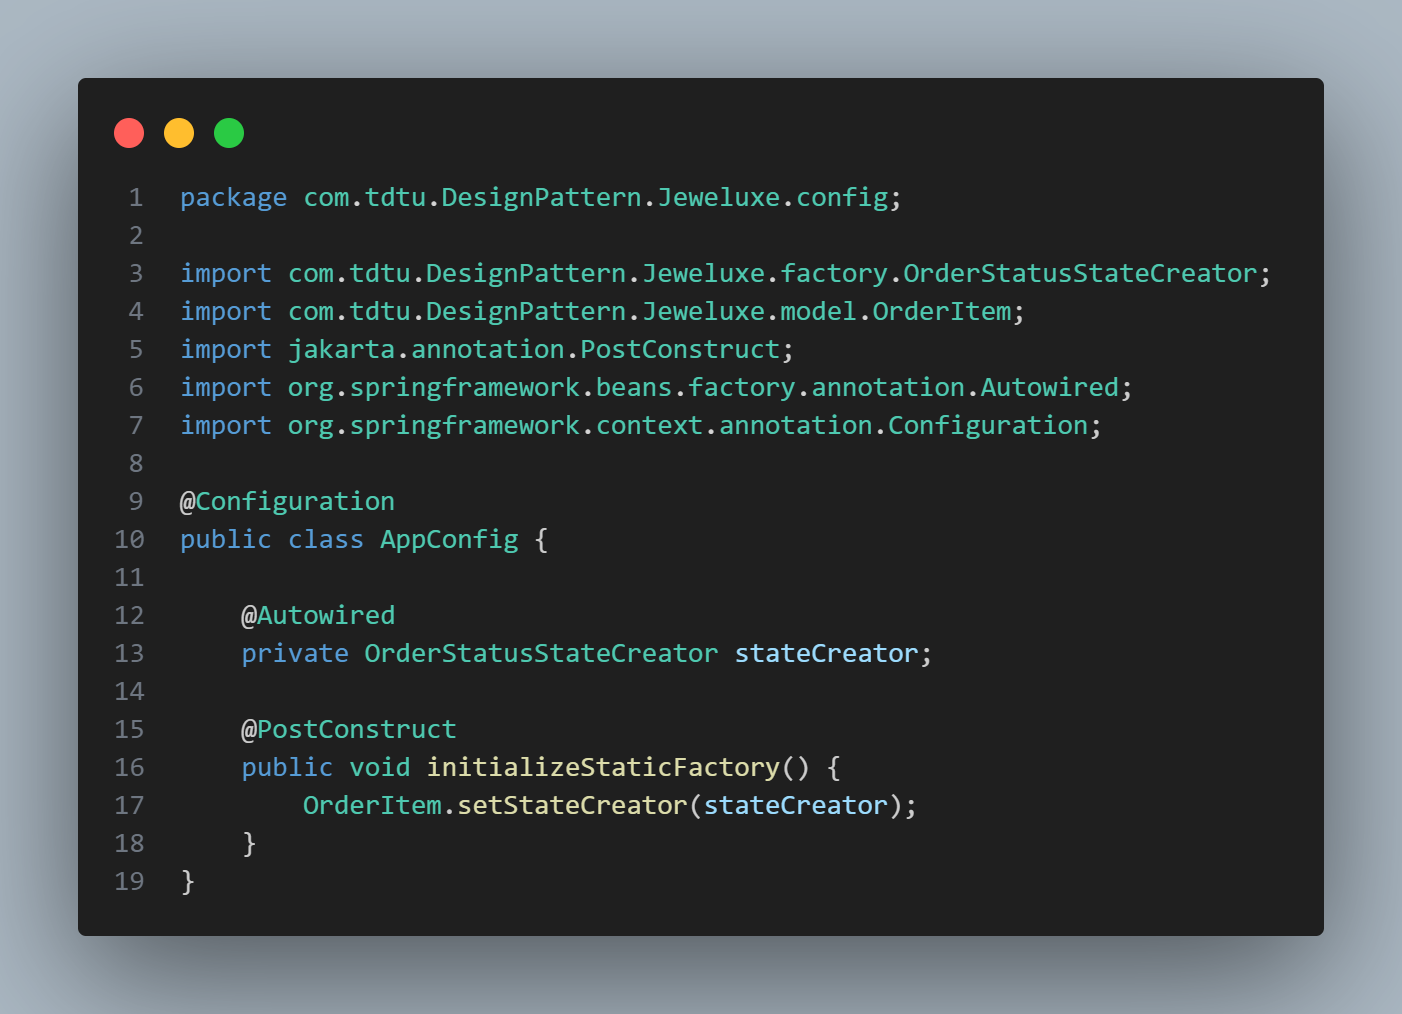 1 package com.tdtu.DesignPattern.Jeweluxe.config;
2
3 import com.tdtu.DesignPattern.Jeweluxe.factory.OrderStatusStateCreator;
4 import com.tdtu.DesignPattern.Jeweluxe.model.OrderItem;
5 import jakarta.annotation.PostConstruct;
6 import org.springframework.beans.factory.annotation.Autowired;
7 import org.springframework.context.annotation.Configuration;
8
9 @Configuration
10 public class AppConfig {
11
12     @Autowired
13     private OrderStatusStateCreator stateCreator;
14
15     @PostConstruct
16     public void initializeStaticFactory() {
17         OrderItem.setStateCreator(stateCreator);
18     }
19 }